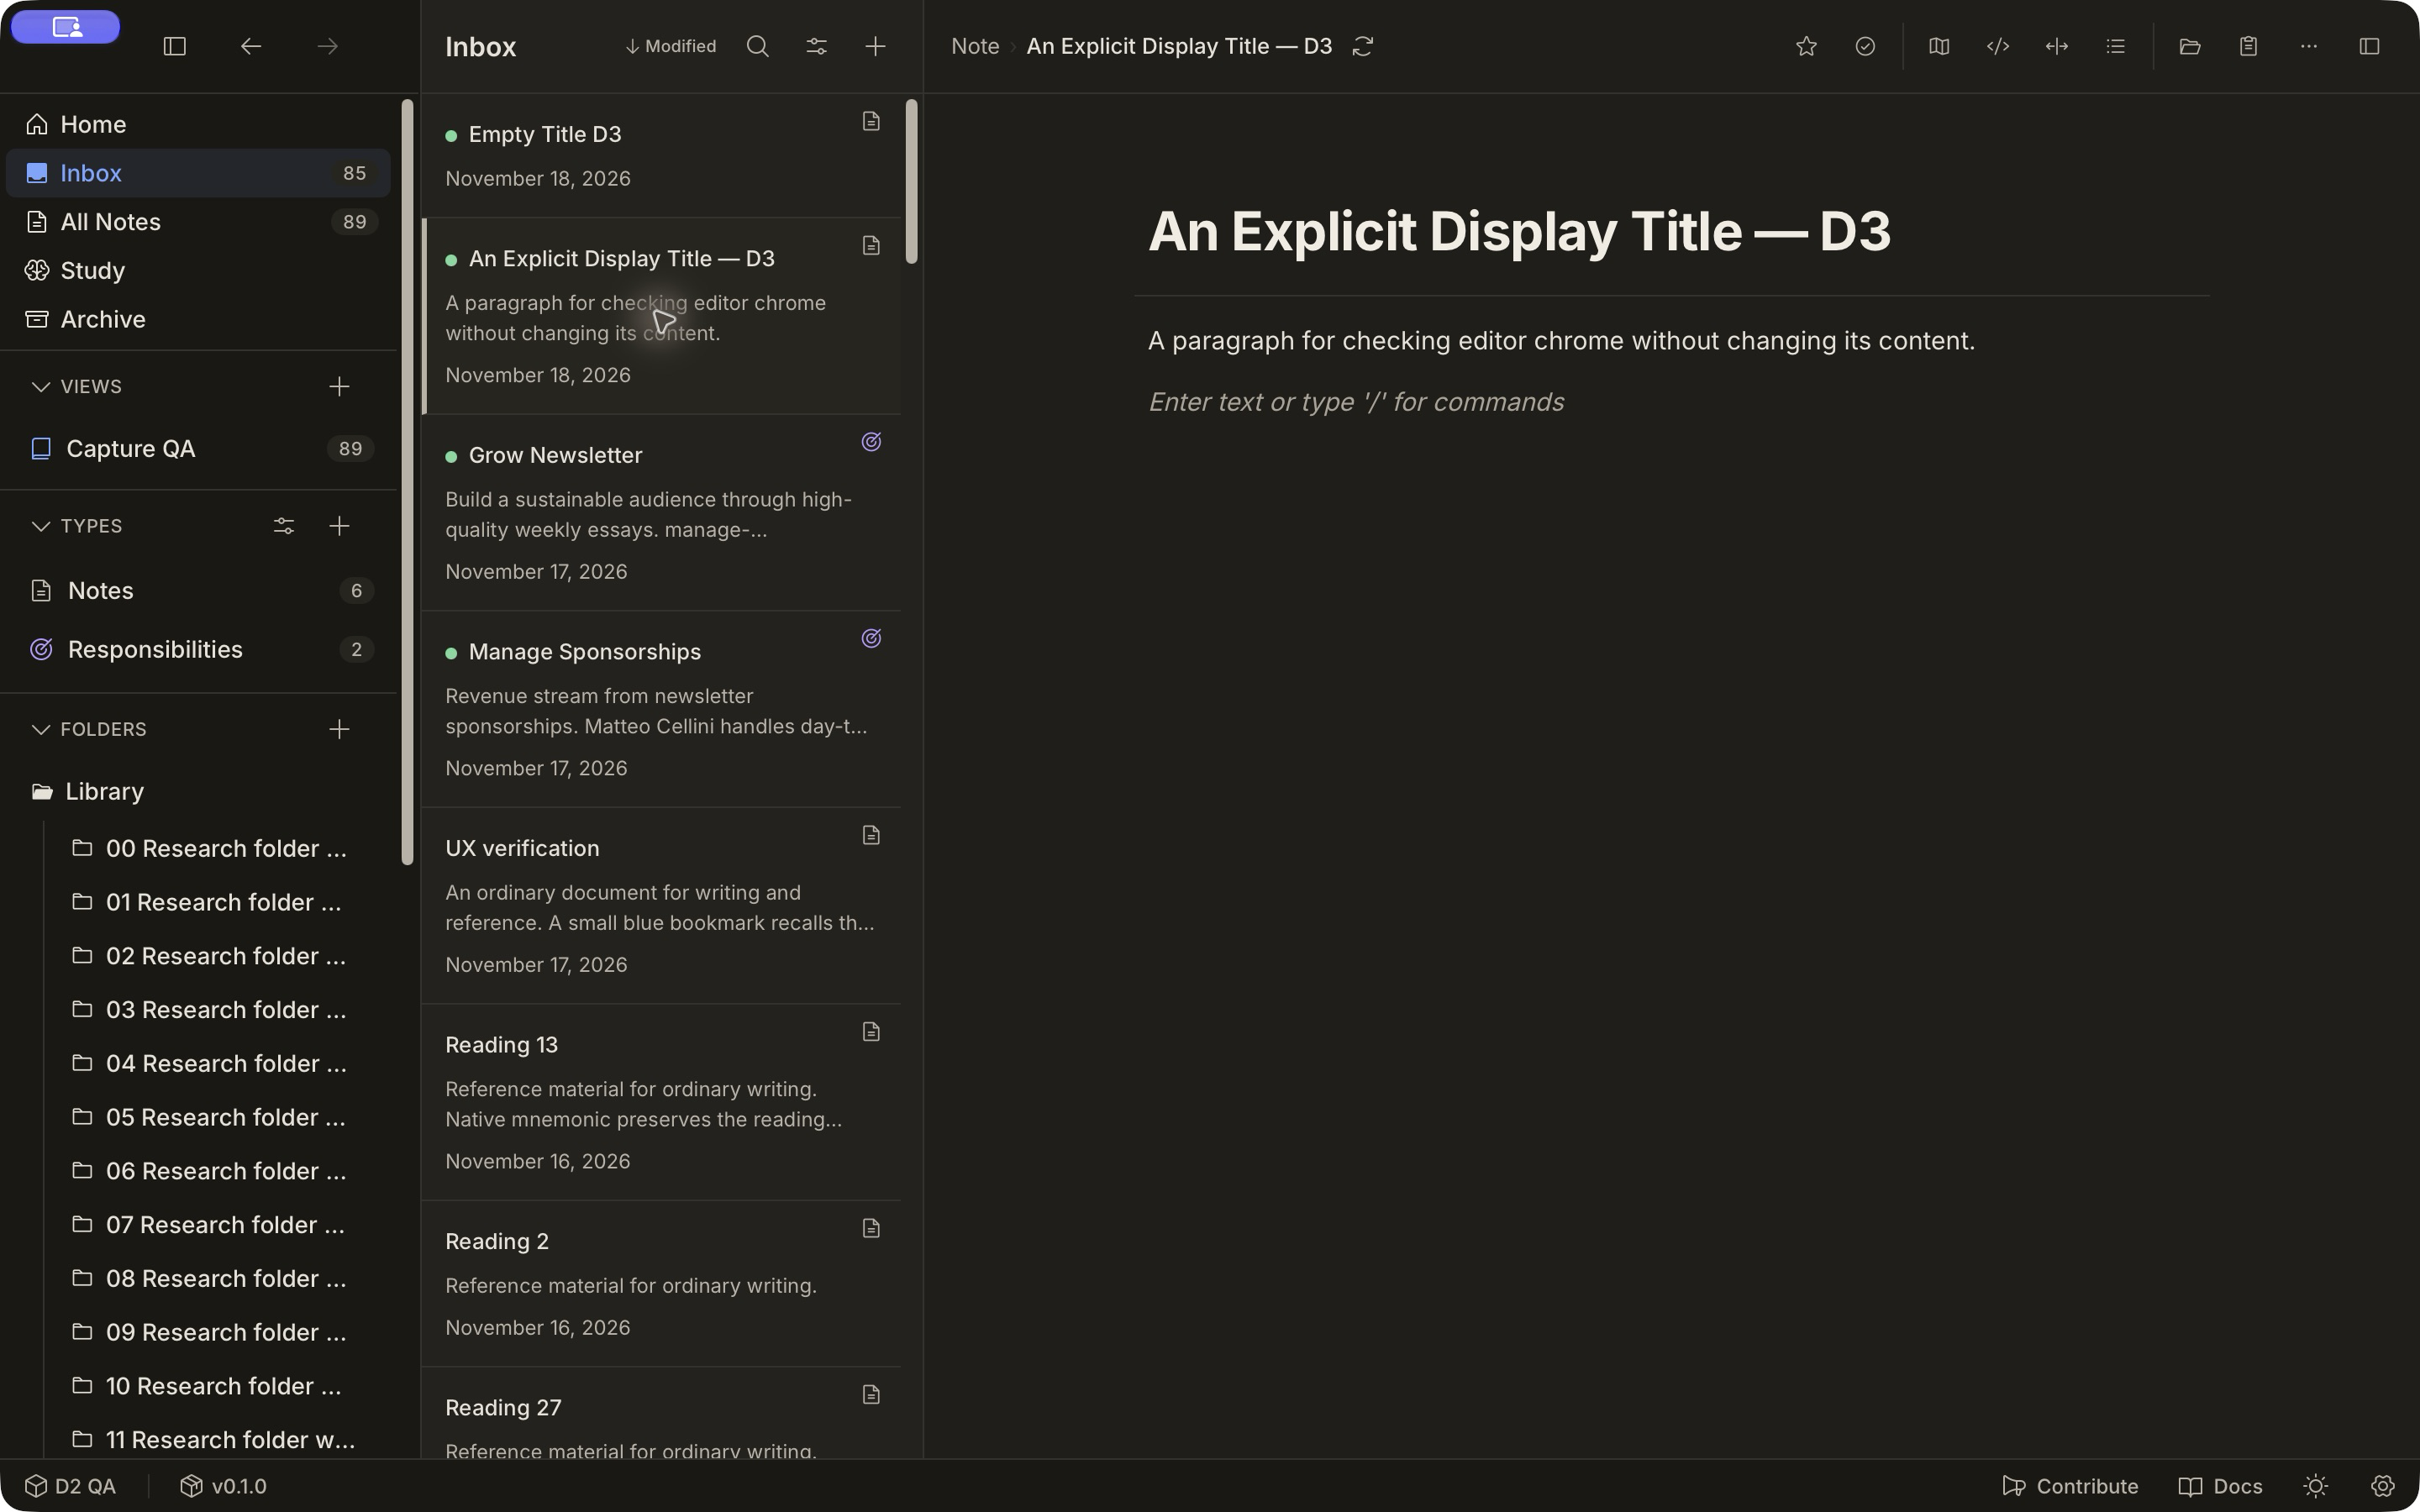 Home
Inbox 85
All Notes 89
Study
Archive
VIEWS
Capture QA 89
TYPES
Notes 6
Responsibilities 2
FOLDERS
Library
00 Research folder ...
01 Research folder ...
02 Research folder ...
03 Research folder ...
04 Research folder ...
05 Research folder ...
06 Research folder ...
07 Research folder ...
08 Research folder ...
09 Research folder ...
10 Research folder ...
11 Research folder w...
Inbox Modified
Empty Title D3
November 18, 2026
An Explicit Display Title — D3
A paragraph for checking editor chrome
without changing its content.
November 18, 2026
Grow Newsletter
Build a sustainable audience through high-
quality weekly essays. manage-...
November 17, 2026
Manage Sponsorships
Revenue stream from newsletter
sponsorships. Matteo Cellini handles day-t...
November 17, 2026
UX verification
An ordinary document for writing and
reference. A small blue bookmark recalls th...
November 17, 2026
Reading 13
Reference material for ordinary writing.
Native mnemonic preserves the reading...
November 16, 2026
Reading 2
Reference material for ordinary writing.
November 16, 2026
Reading 27
Reference material for ordinary writing.
Note › An Explicit Display Title — D3
An Explicit Display Title — D3
A paragraph for checking editor chrome without changing its content.
Enter text or type '/' for commands
D2 QA v0.1.0 Contribute Docs